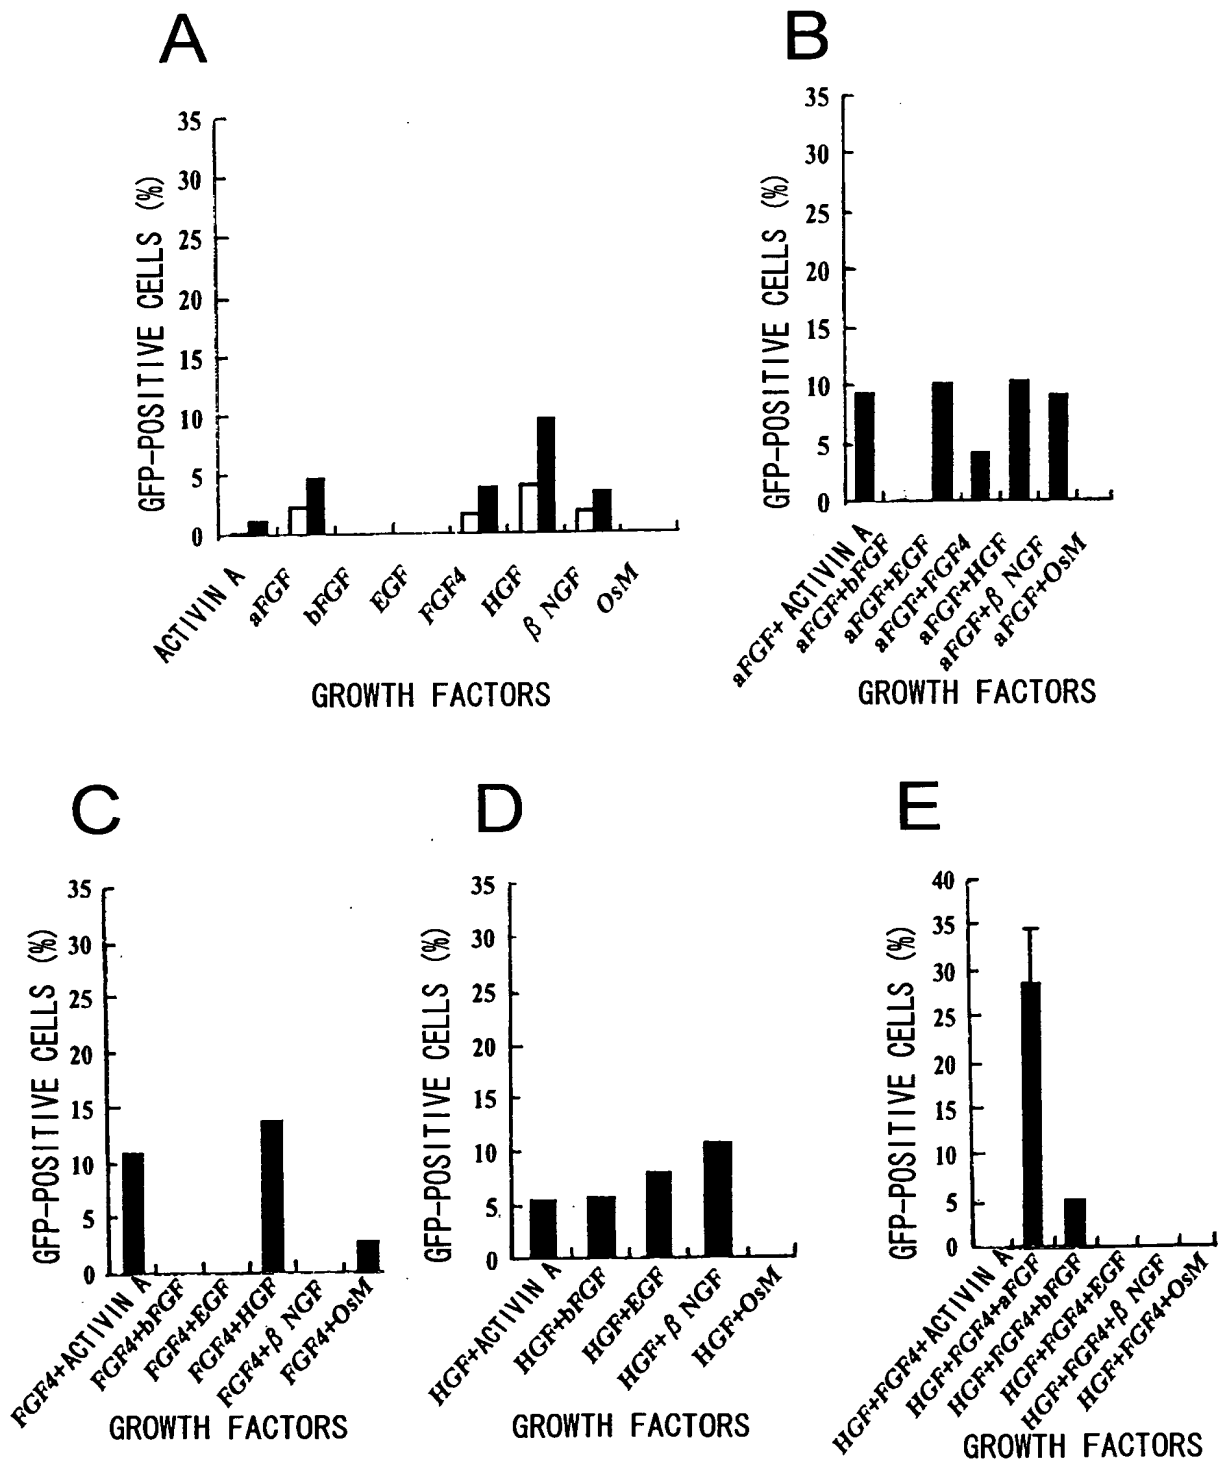 A
GFP-POSITIVE CELLS (%)
35
30
25
20
15
10
5
0
ACTIVIN A
aFGF
bFGF
EGF
FGF4
HGF
β NGF
OsM
GROWTH FACTORS
B
GFP-POSITIVE CELLS (%)
35
30
25
20
15
10
5
0
aFGF+ ACTIVIN A
aFGF+bFGF
aFGF+EGF
aFGF+FGF4
aFGF+HGF
aFGF+β NGF
aFGF+OsM
GROWTH FACTORS
C
GFP-POSITIVE CELLS (%)
35
30
25
20
15
10
5
0
FGF4+ACTIVIN A
FGF4+bFGF
FGF4+EGF
FGF4+HGF
FGF4+β NGF
FGF4+OsM
GROWTH FACTORS
D
GFP-POSITIVE CELLS (%)
35
30
25
20
15
10
5
0
HGF+ACTIVIN A
HGF+bFGF
HGF+EGF
HGF+β NGF
HGF+OsM
GROWTH FACTORS
E
GFP-POSITIVE CELLS (%)
40
35
30
25
20
15
10
5
0
HGF+FGF4+ACTIVIN A
HGF+FGF4+aFGF
HGF+FGF4+bFGF
HGF+FGF4+EGF
HGF+FGF4+β NGF
HGF+FGF4+OsM
GROWTH FACTORS